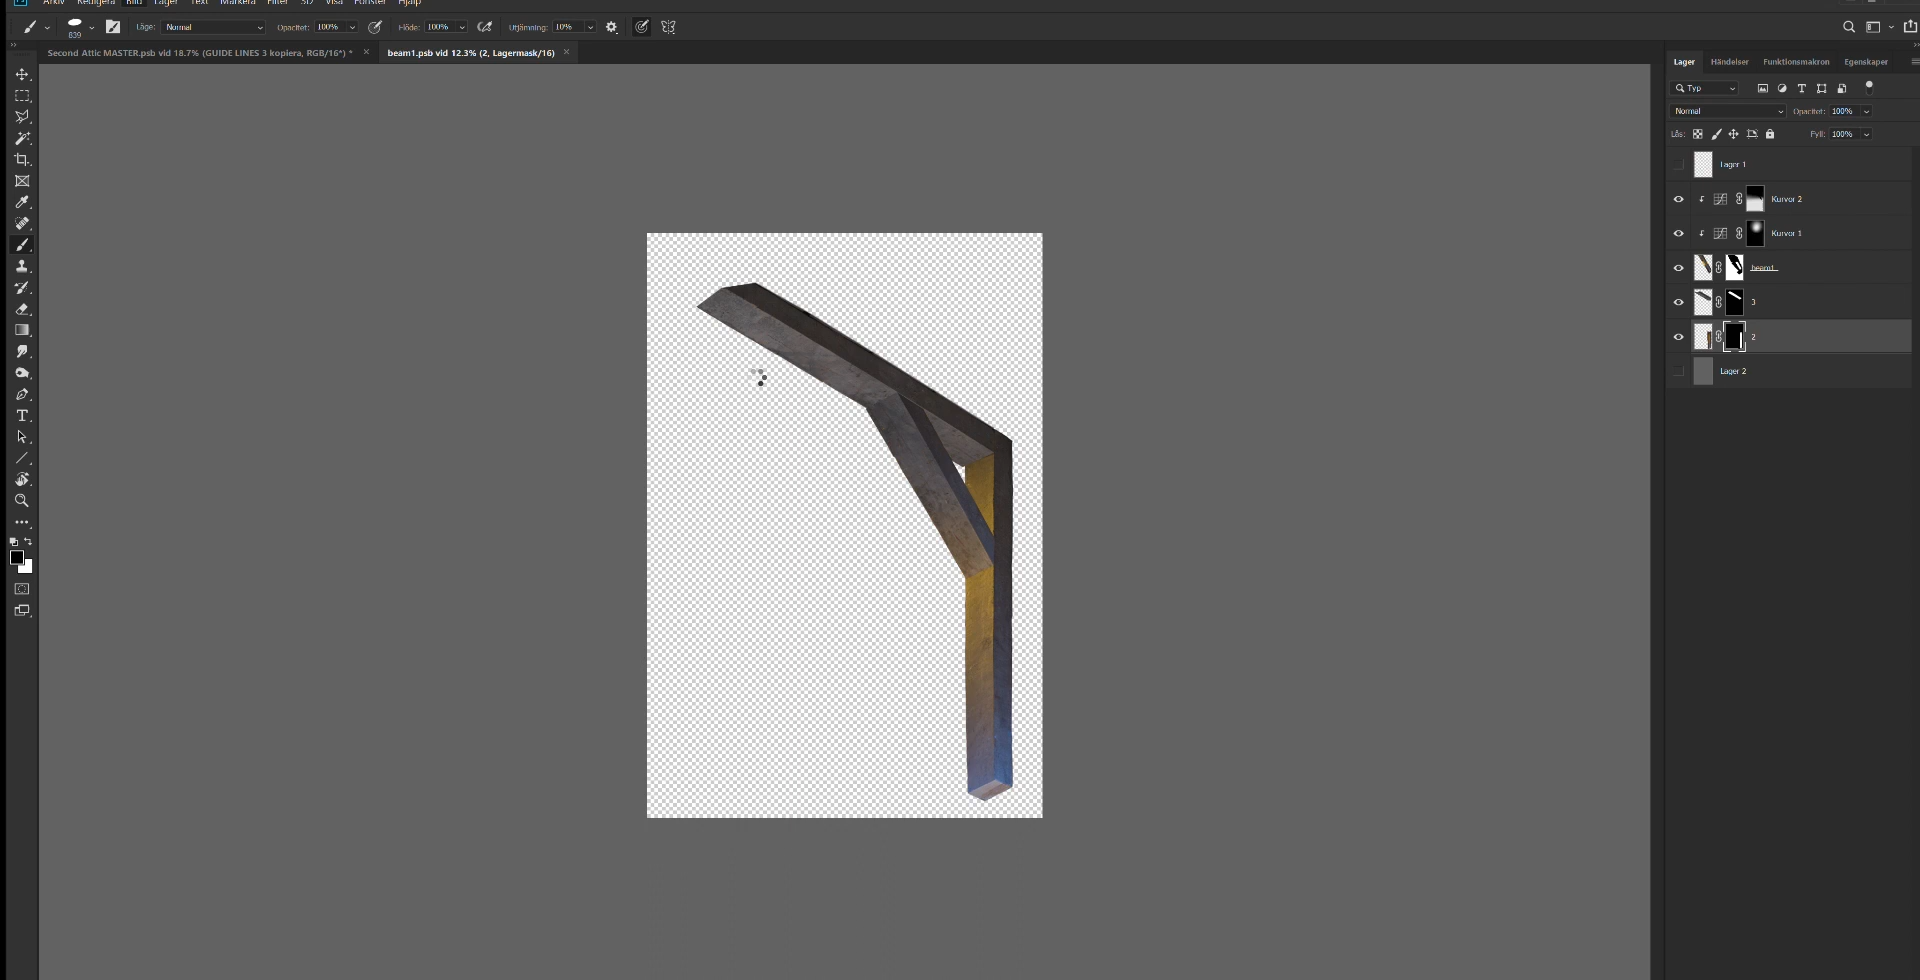 Arkiv Redigera Bild Lager Text Markera Filter 3D Visa Fönster Hjälp
839 Läge: Normal Opacitet: 100% Flöde: 100% Utjämning: 10%
Second Attic MASTER.psb vid 18.7% (GUIDE LINES 3 kopiera, RGB/16*) * × beam1.psb vid 12.3% (2, Lagermask/16) ×
Lager Händelser Funktionsmakron Egenskaper
Typ
Normal Opacitet: 100%
Lås: Fyll: 100%
Lager 1
Kurvor 2
Kurvor 1
beam1
3
2
Lager 2